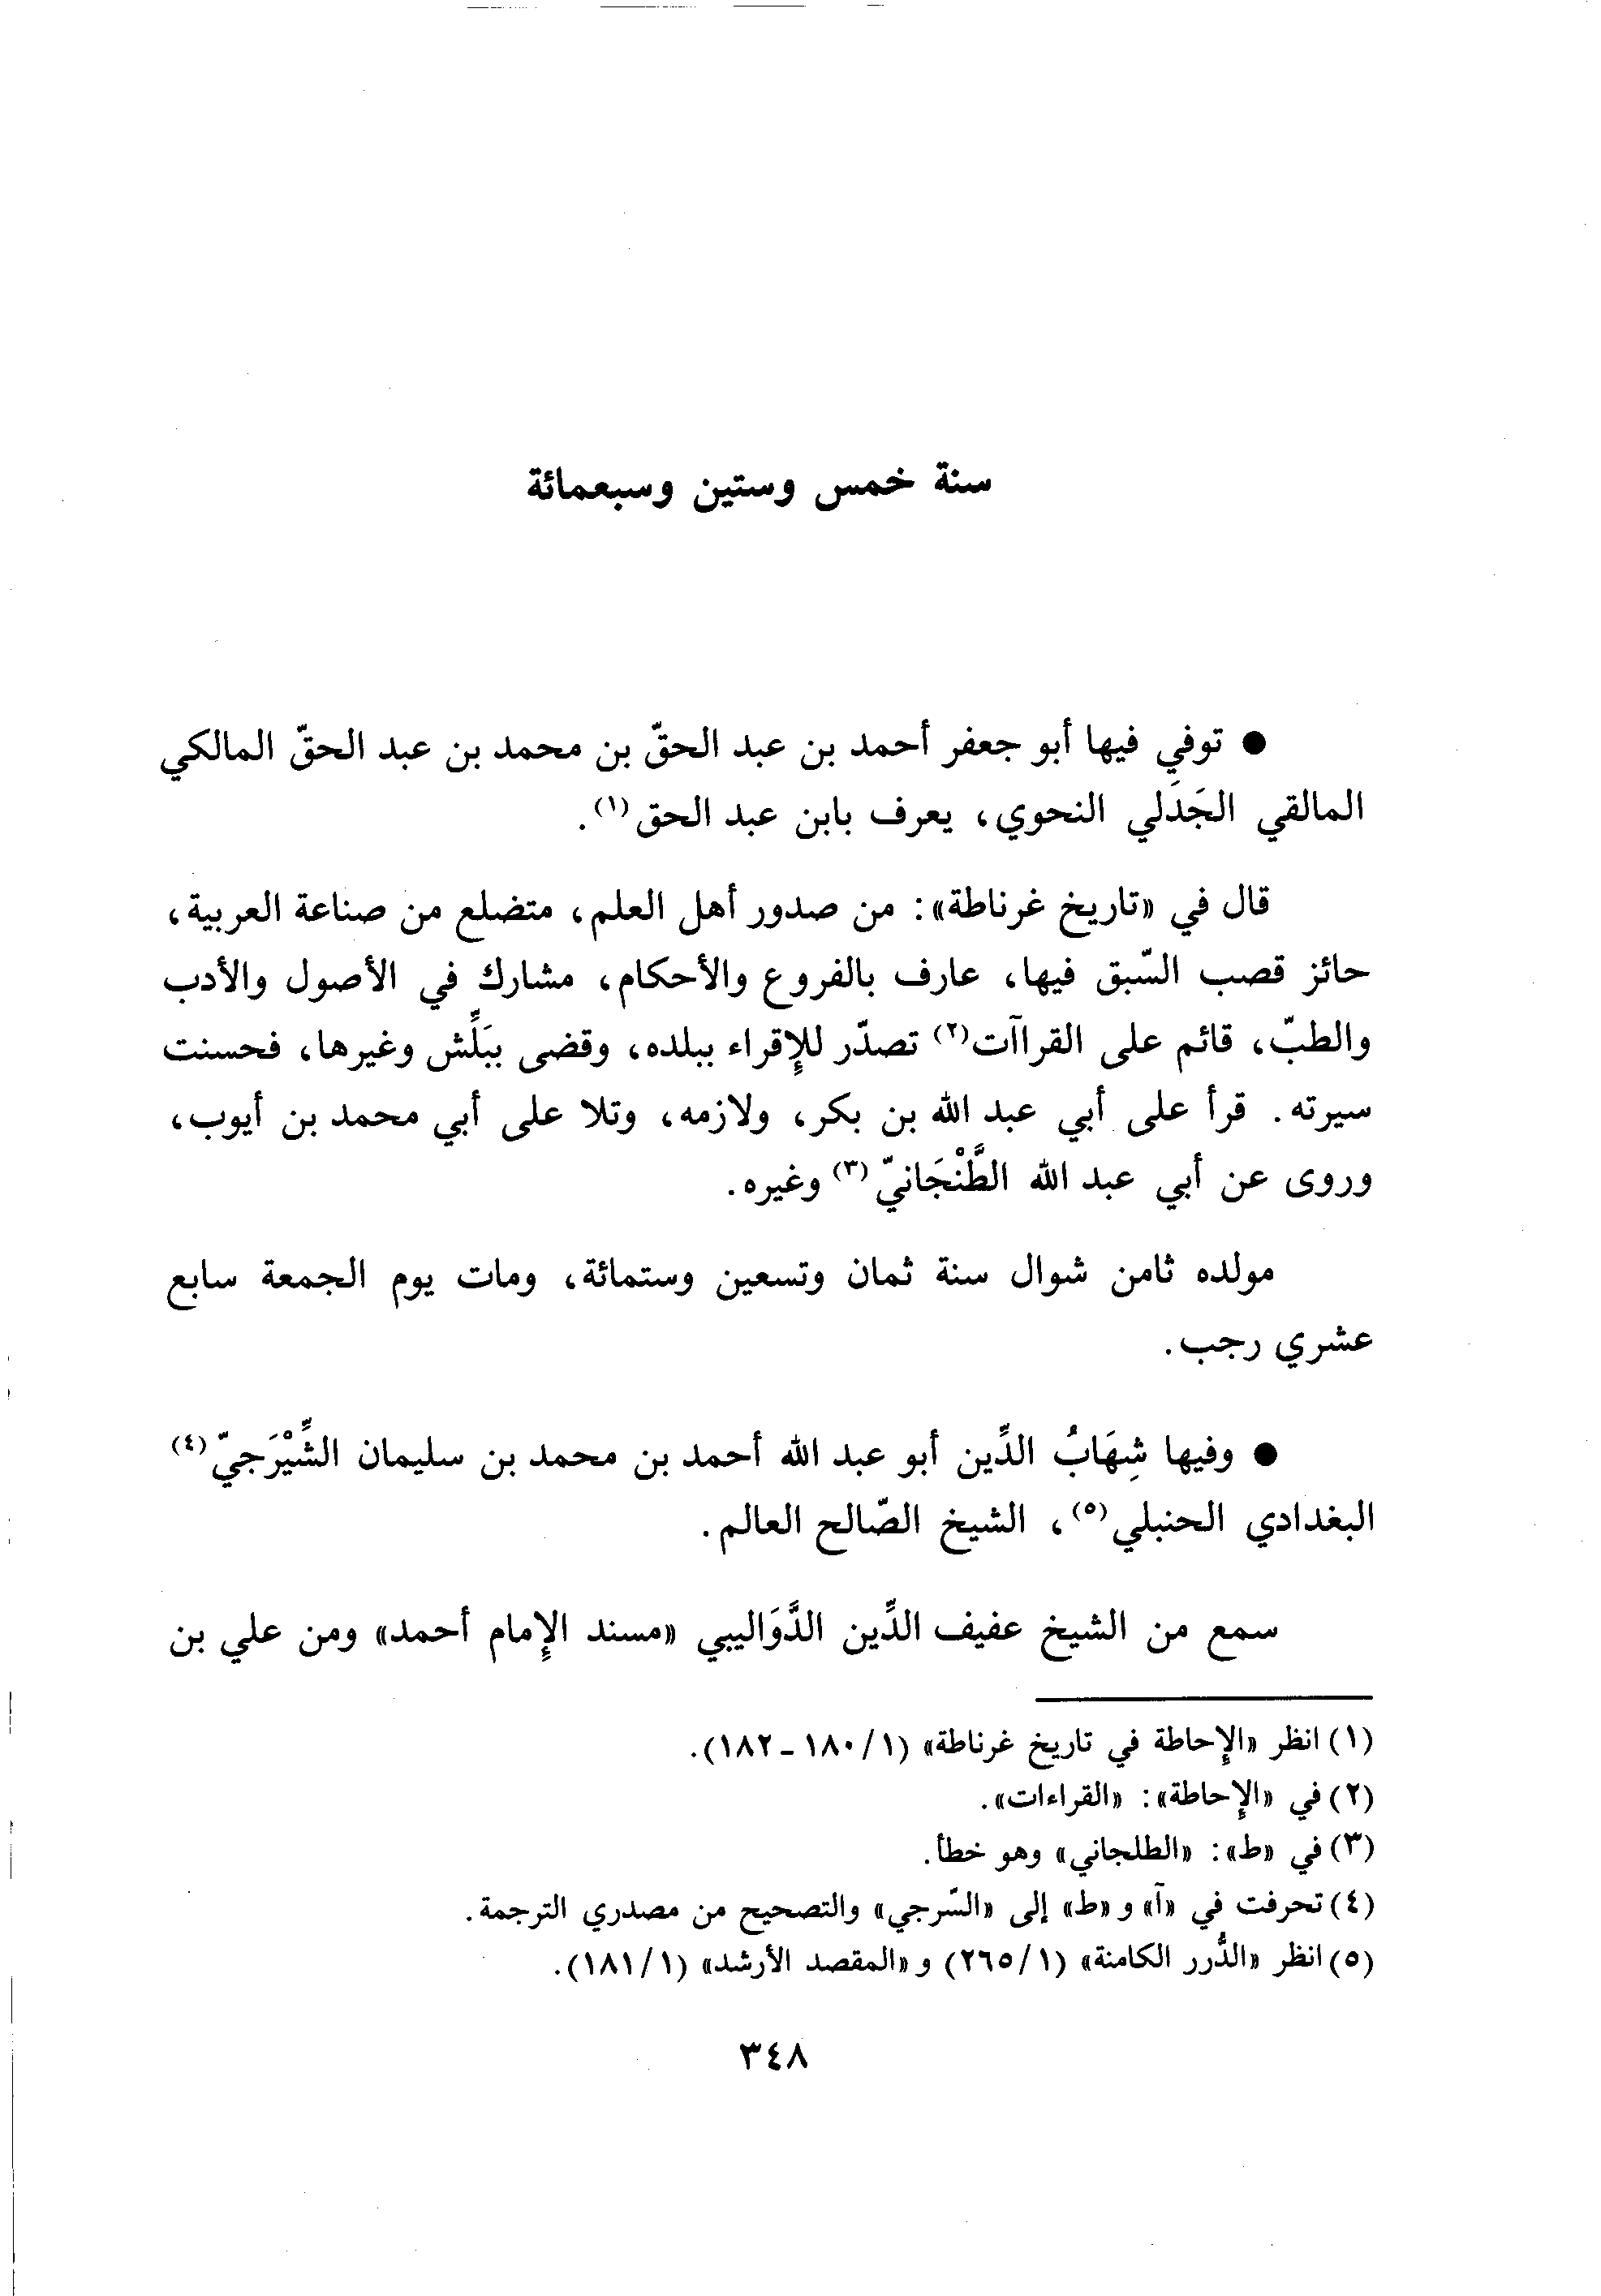 سنة خمس وستين وسبعمائة
● توفي فيها أبو جعفر أحمد بن عبد الحقّ بن محمد بن عبد الحقّ المالكي
المالقي الجَدَلي النحوي، يعرف بابن عبد الحق(١).
قال في «تاريخ غرناطة»: من صدور أهل العلم، متضلع من صناعة العربية،
حائز قصب السّبق فيها، عارف بالفروع والأحكام، مشارك في الأصول والأدب
والطبّ، قائم على القراآت(٢) تصدّر للإقراء ببلده، وقضى ببَلِّش وغيرها، فحسنت
سيرته. قرأ على أبي عبد الله بن بكر، ولازمه، وتلا على أبي محمد بن أيوب،
وروى عن أبي عبد الله الطَّنْجَانيّ(٣) وغيره.
مولده ثامن شوال سنة ثمان وتسعين وستمائة، ومات يوم الجمعة سابع
عشري رجب.
● وفيها شِهَابُ الدِّين أبو عبد الله أحمد بن محمد بن سليمان الشِّيْرَجيّ(٤)
البغدادي الحنبلي(٥)، الشيخ الصّالح العالم.
سمع من الشيخ عفيف الدِّين الدَّوَاليبي «مسند الإمام أحمد» ومن علي بن
(١) انظر «الإحاطة في تاريخ غرناطة» (١/ ١٨٠ - ١٨٢).
(٢) في «الإحاطة»: «القراءات».
(٣) في «ط»: «الطلجاني» وهو خطأ.
(٤) تحرفت في «آ» و «ط» إلى «السّرجي» والتصحيح من مصدري الترجمة.
(٥) انظر «الدُّرر الكامنة» (١/ ٢٦٥) و «المقصد الأرشد» (١/ ١٨١).
٣٤٨